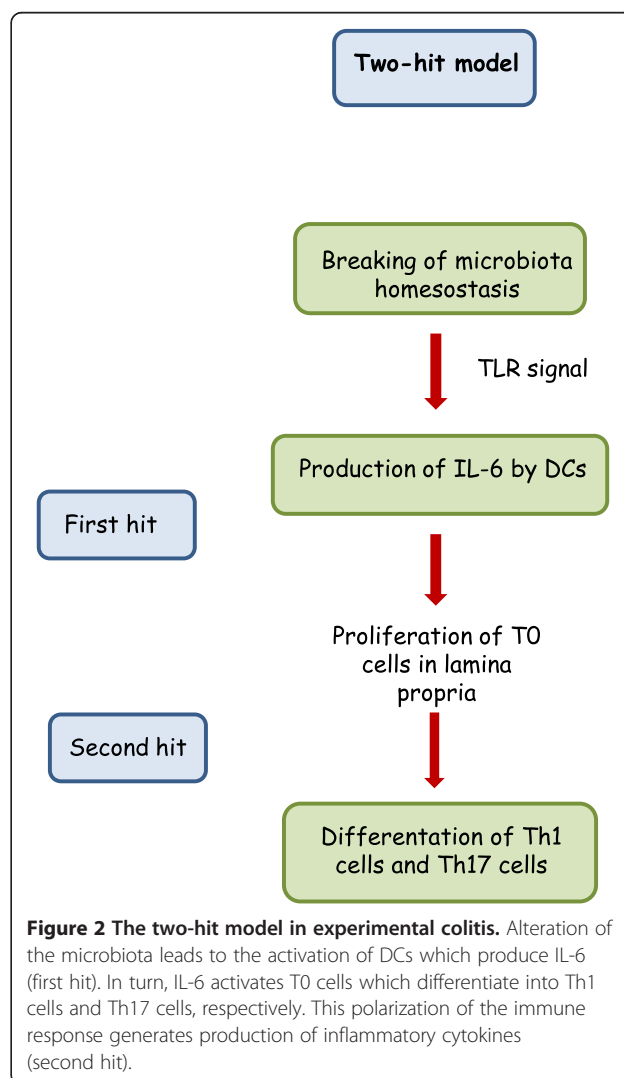 Two-hit model
Breaking of microbiota
homesostasis
TLR signal
Production of IL-6 by DCs
First hit
Proliferation of T0
cells in lamina
propria
Second hit
Differentation of Th1
cells and Th17 cells
Figure 2 The two-hit model in experimental colitis. Alteration of
the microbiota leads to the activation of DCs which produce IL-6
(first hit). In turn, IL-6 activates T0 cells which differentiate into Th1
cells and Th17 cells, respectively. This polarization of the immune
response generates production of inflammatory cytokines
(second hit).